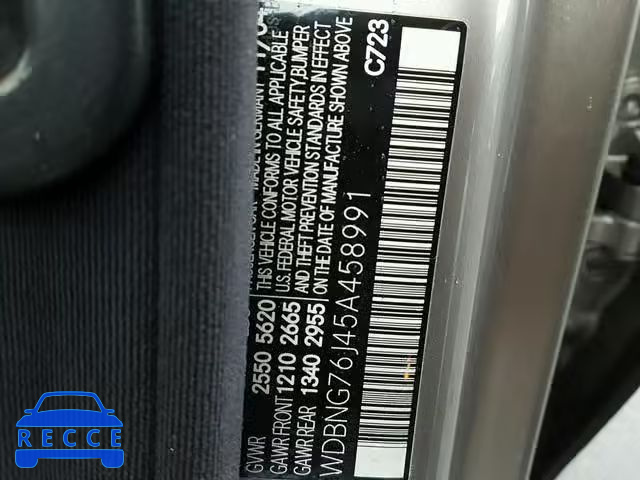 MADE IN GERMANY
GVWR 2550 5620 THIS VEHICLE CONFORMS TO ALL APPLICABLE
GAWR FRONT 1210 2665 U.S. FEDERAL MOTOR VEHICLE SAFETY, BUMPER
GAWR REAR 1340 2955 AND THEFT PREVENTION STANDARDS IN EFFECT
ON THE DATE OF MANUFACTURE SHOWN ABOVE
WDBNG76J45A458991
C723
RECCE